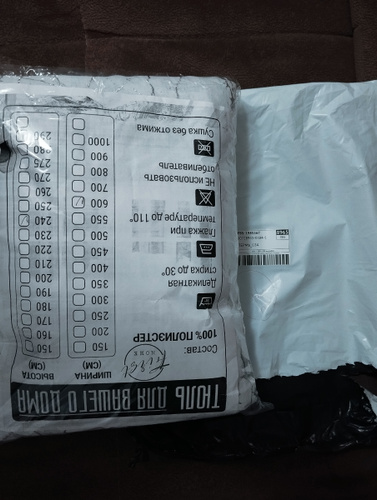 ТЮЛЬ ДЛЯ ВАШЕГО ДОМА
Состав:
100% ПОЛИЭСТЕР
Деликатная
стирка до 30°
Глажка при
температуре до 110°
НЕ использовать
отбеливатель
Сушка без отжима
ШИРИНА
(СМ)
150
200
250
300
350
400
450
500
550
600
700
800
900
1000
ВЫСОТА
(СМ)
150
160
170
180
190
200
210
220
230
240
250
260
270
275
280
290
HOME